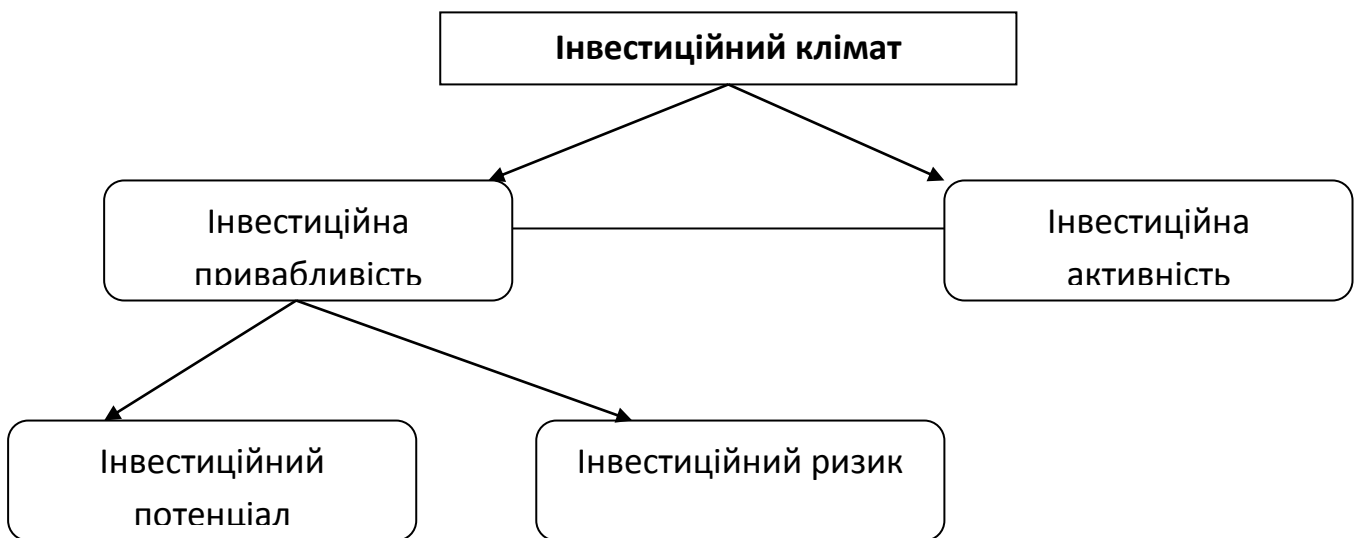 Інвестиційний клімат
Інвестиційна
привабливість
Інвестиційна
активність
Інвестиційний
потенціал
Інвестиційний ризик